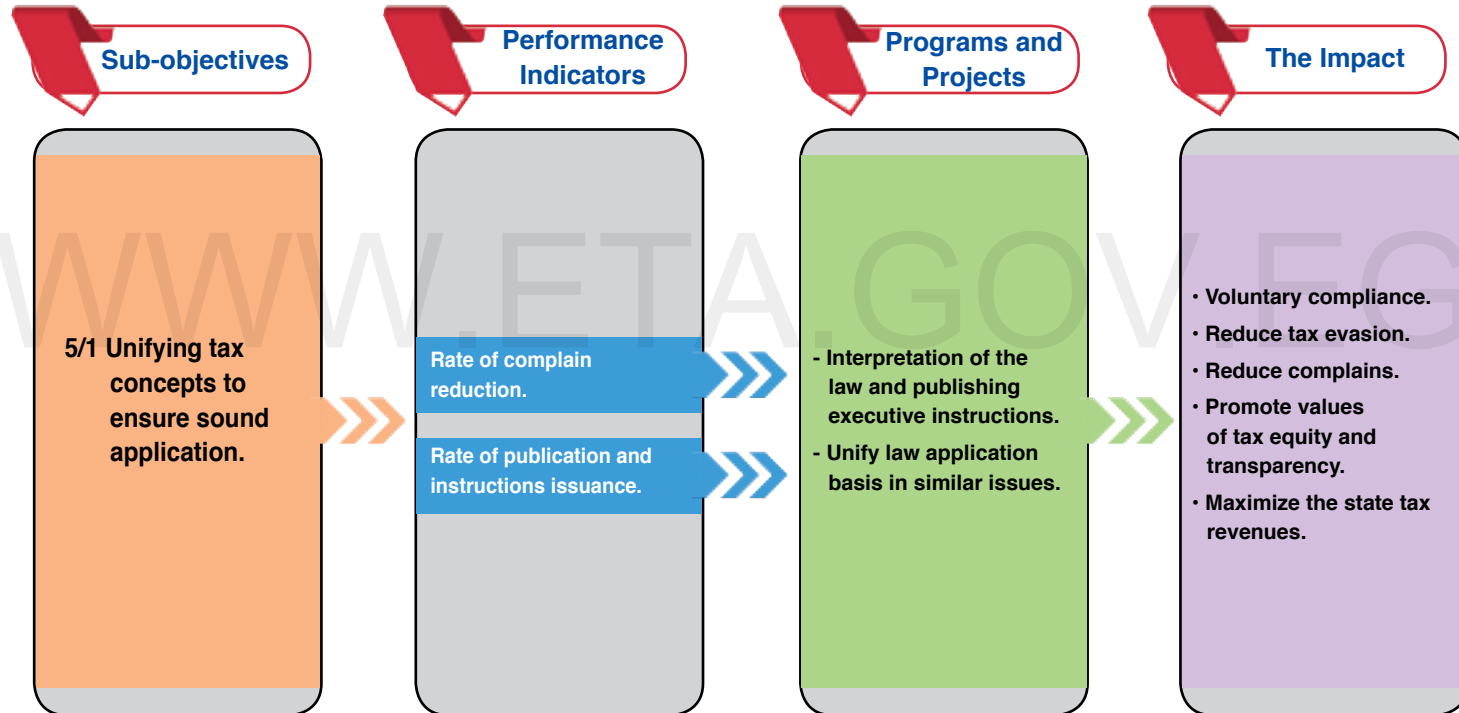 Sub-objectives
Performance
Indicators
Programs and
Projects
The Impact
5/1 Unifying tax
concepts to
ensure sound
application.
Rate of complain
reduction.
Rate of publication and
instructions issuance.
- Interpretation of the
law and publishing
executive instructions.
- Unify law application
basis in similar issues.
• Voluntary compliance.
• Reduce tax evasion.
• Reduce complains.
• Promote values
of tax equity and
transparency.
• Maximize the state tax
revenues.
WWW.ETA.GOV.EG